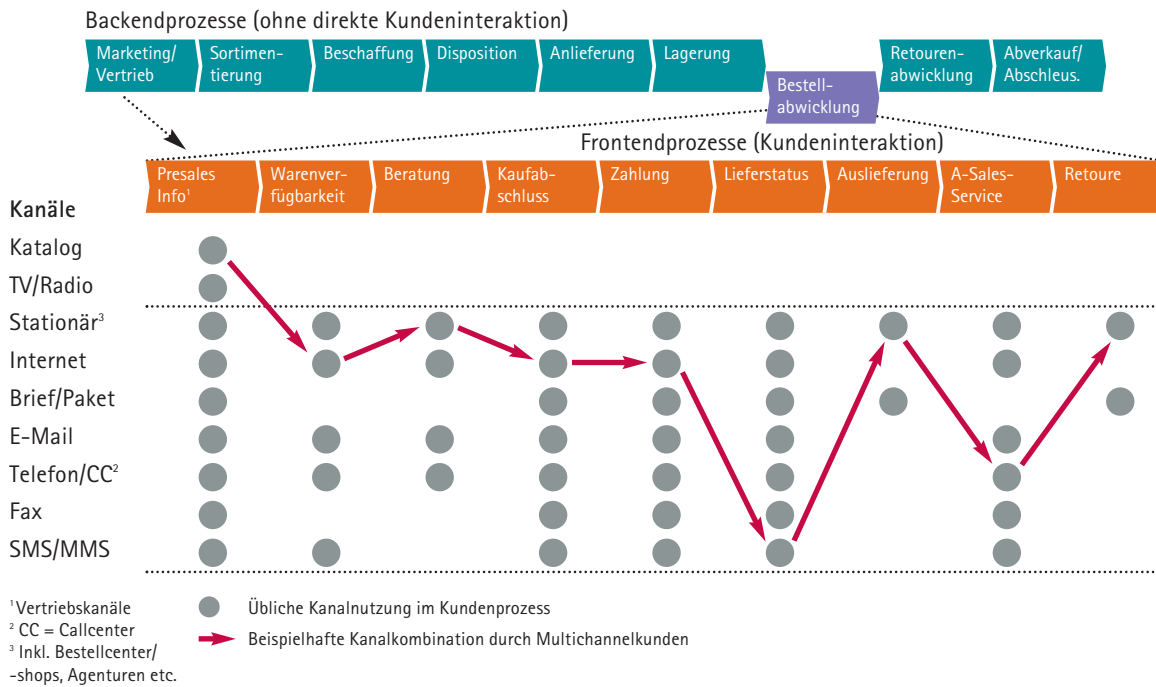 Backendprozesse (ohne direkte Kundeninteraktion)
Marketing/
Vertrieb
Sortimen-
tierung
Beschaffung
Disposition
Anlieferung
Lagerung
Bestell-
abwicklung
Retouren-
abwicklung
Abverkauf/
Abschleus.
Frontendprozesse (Kundeninteraktion)
Presales
Info¹
Warenver-
fügbarkeit
Beratung
Kaufab-
schluss
Zahlung
Lieferstatus
Auslieferung
A-Sales-
Service
Retoure
Kanäle
Katalog
TV/Radio
Stationär³
Internet
Brief/Paket
E-Mail
Telefon/CC²
Fax
SMS/MMS
¹ Vertriebskanäle
² CC = Callcenter
³ Inkl. Bestellcenter/
-shops, Agenturen etc.
Übliche Kanalnutzung im Kundenprozess
Beispielhafte Kanalkombination durch Multichannelkunden